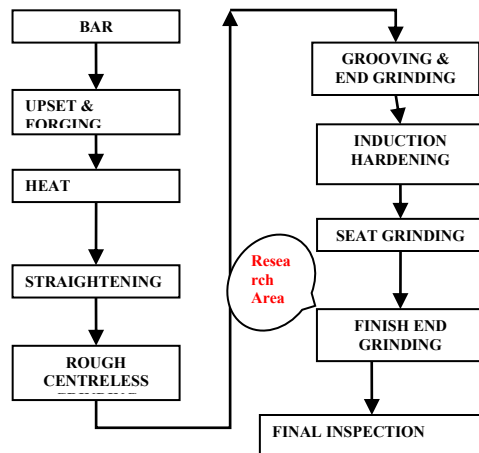 BAR
UPSET &
FORGING
HEAT
STRAIGHTENING
ROUGH
CENTRELESS
GROOVING &
END GRINDING
INDUCTION
HARDENING
SEAT GRINDING
Resea
rch
Area
FINISH END
GRINDING
FINAL INSPECTION